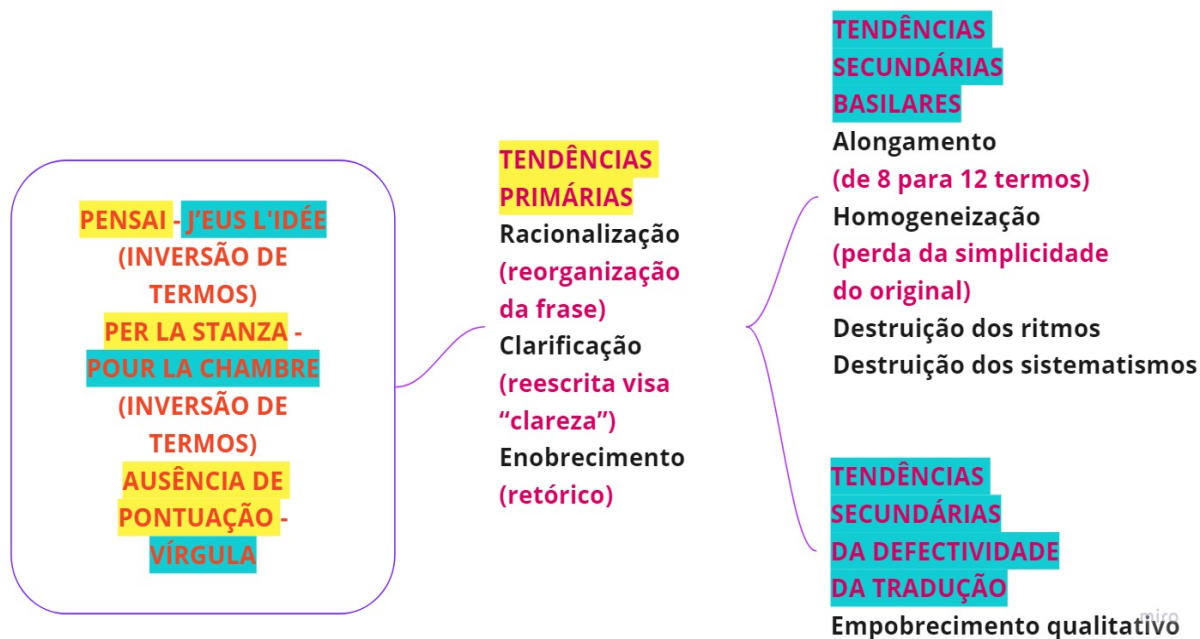 PENSAI - J’EUS L'IDÉE
(INVERSÃO DE
TERMOS)
PER LA STANZA -
POUR LA CHAMBRE
(INVERSÃO DE
TERMOS)
AUSÊNCIA DE
PONTUAÇÃO -
VÍRGULA
TENDÊNCIAS
PRIMÁRIAS
Racionalização
(reorganização
da frase)
Clarificação
(reescrita visa
“clareza”)
Enobrecimento
(retórico)
TENDÊNCIAS
SECUNDÁRIAS
BASILARES
Alongamento
(de 8 para 12 termos)
Homogeneização
(perda da simplicidade
do original)
Destruição dos ritmos
Destruição dos sistematismos
TENDÊNCIAS
SECUNDÁRIAS
DA DEFECTIVIDADE
DA TRADUÇÃO
Empobrecimento qualitativo
miro